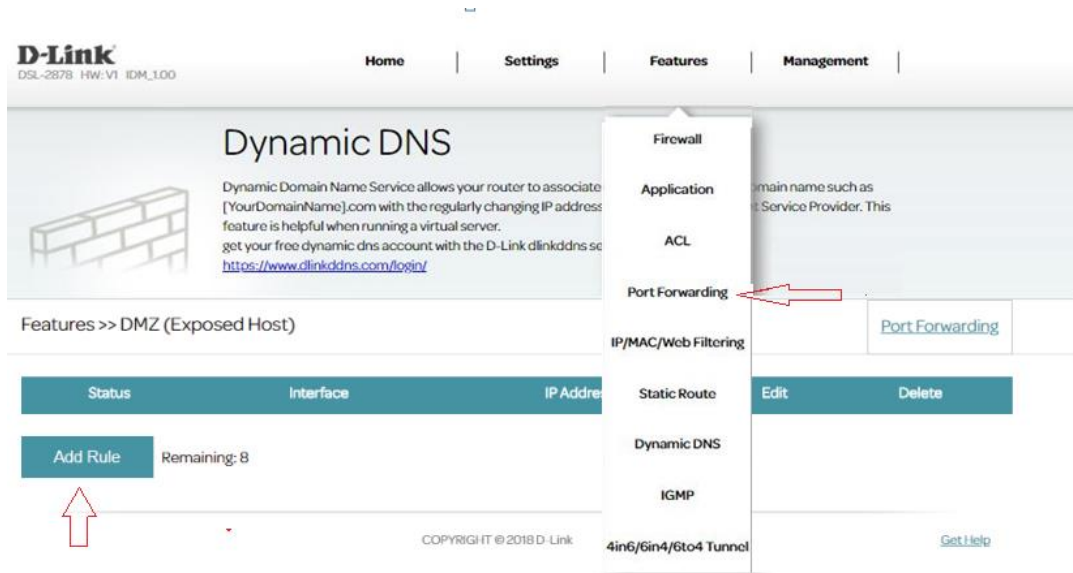 D-Link
DSL-2878 HW: V1 IDM_1.00
Home
Settings
Features
Management
Dynamic DNS
Dynamic Domain Name Service allows your router to associate
omain name such as
[YourDomainName].com with the regularly changing IP address
t Service Provider. This
feature is helpful when running a virtual server.
get your free dynamic dns account with the D-Link dlinkddns se
https://www.dlinkddns.com/login/
Firewall
Application
ACL
Port Forwarding
IP/MAC/Web Filtering
Static Route
Dynamic DNS
IGMP
4in6/6in4/6to4 Tunnel
Features >> DMZ (Exposed Host)
Port Forwarding
Status
Interface
IP Addre
Edit
Delete
Add Rule
Remaining: 8
COPYRIGHT © 2018 D-Link
Get Help